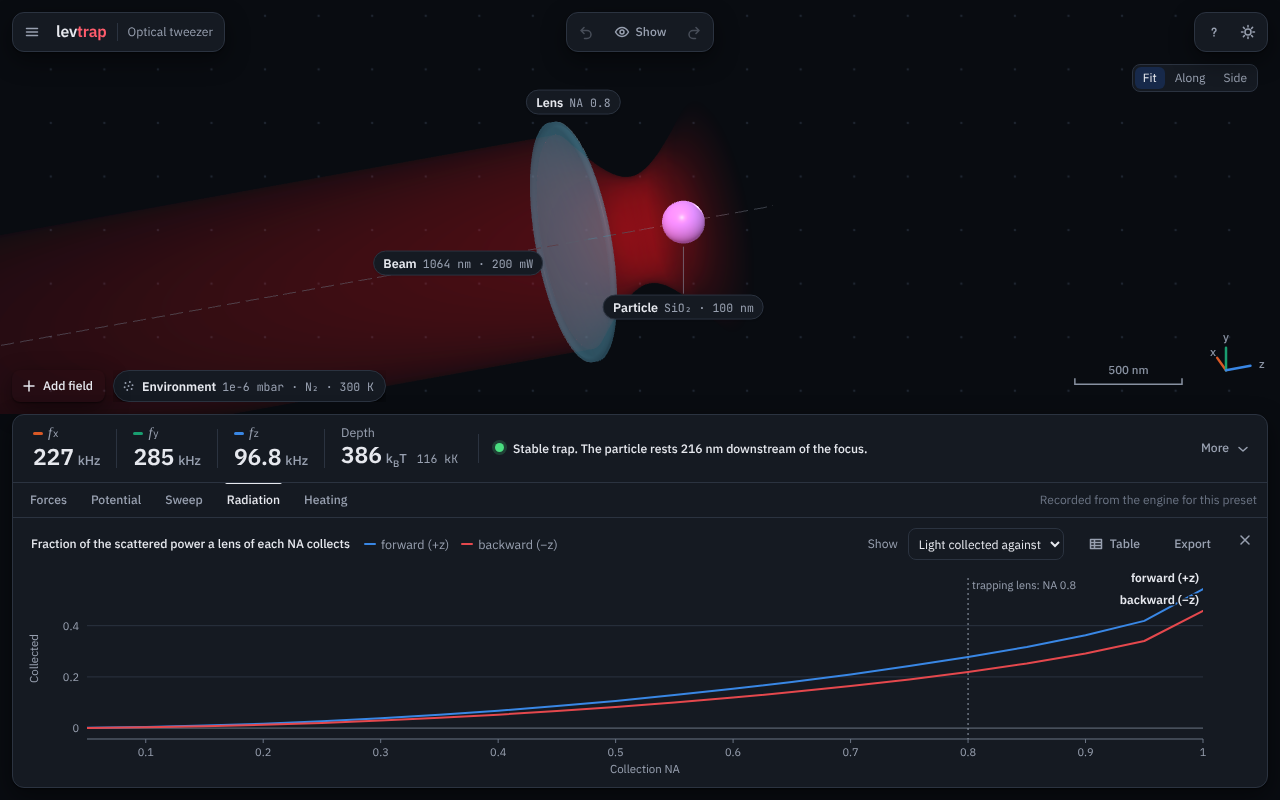 levtrap Optical tweezer
Show
?
Fit Along Side
Lens NA 0.8
Beam 1064 nm · 200 mW
Particle SiO₂ · 100 nm
y
x
z
500 nm
Add field
Environment 1e-6 mbar · N₂ · 300 K
fx
227 kHz
fy
285 kHz
fz
96.8 kHz
Depth
386 kBT 116 kK
Stable trap. The particle rests 216 nm downstream of the focus.
More
Forces Potential Sweep Radiation Heating
Recorded from the engine for this preset
Fraction of the scattered power a lens of each NA collects
forward (+z) backward (−z)
Show Light collected against
Table Export
trapping lens: NA 0.8
forward (+z)
backward (−z)
Collected
0.4
0.2
0
0.1 0.2 0.3 0.4 0.5 0.6 0.7 0.8 0.9 1
Collection NA